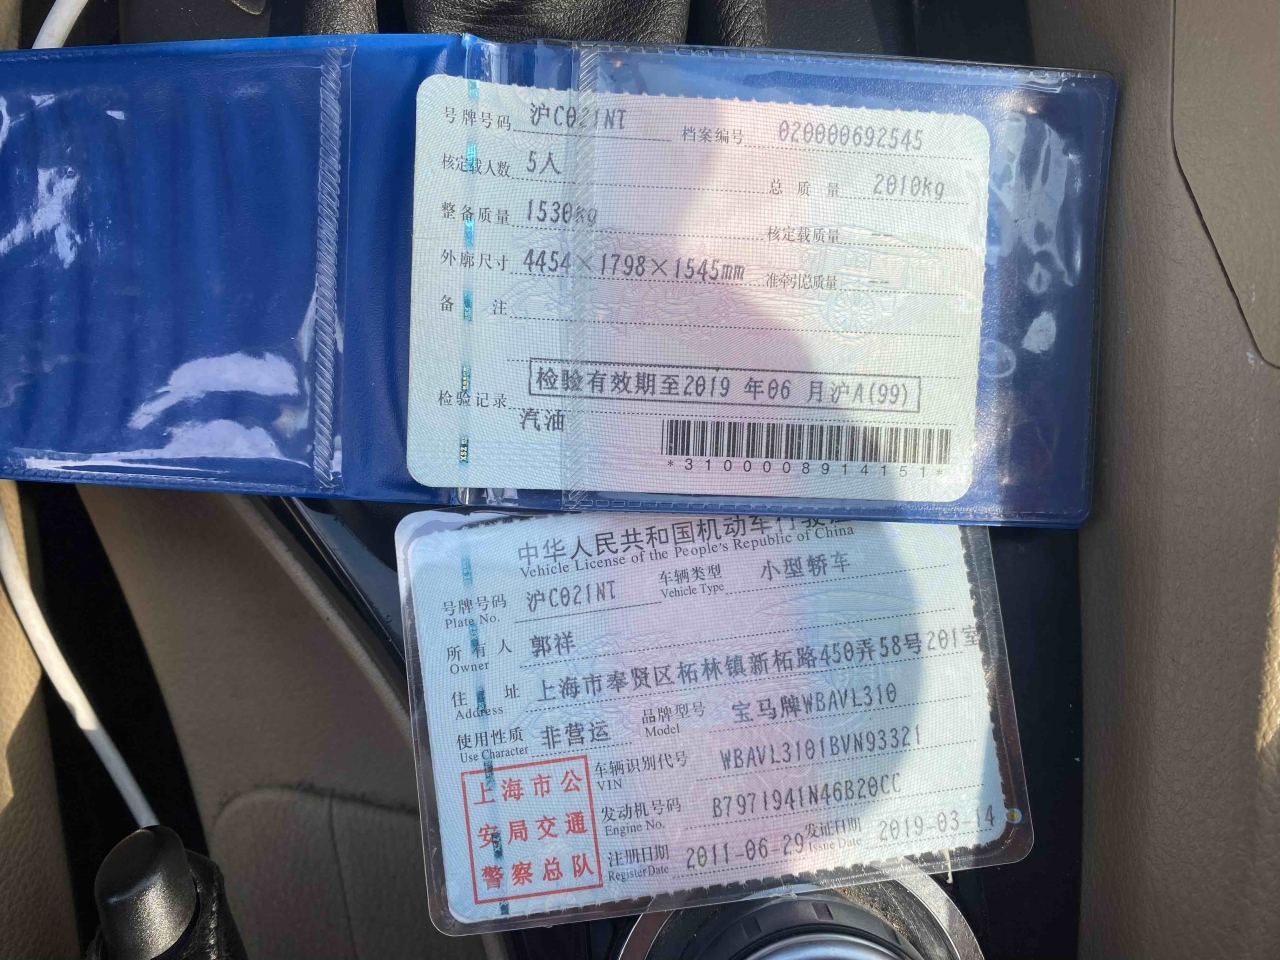 号牌号码 沪C021NT 档案编号 020000692545
核定载人数 5人 总质量 2010kg
整备质量 1530kg 核定载质量 --
外廓尺寸 4454×1798×1545mm 准牵引总质量 --
备注
检验有效期至2019年06月沪A(99)
检验记录
汽油
*3100008914151*
中华人民共和国机动车行驶证
Vehicle License of the People's Republic of China
号牌号码 沪C021NT 车辆类型 小型轿车
Plate No. Vehicle Type
所有人 郭祥
Owner
住址 上海市奉贤区柘林镇新柘路450弄58号201室
Address
使用性质 非营运 品牌型号 宝马牌WBAVL310
Use Character Model
车辆识别代号 WBAVL3101BVN93321
VIN
发动机号码 B7971941N46B20CC
Engine No.
注册日期 2011-06-29 发证日期 2019-03-14
Register Date Issue Date
上海市公
安局交通
警察总队